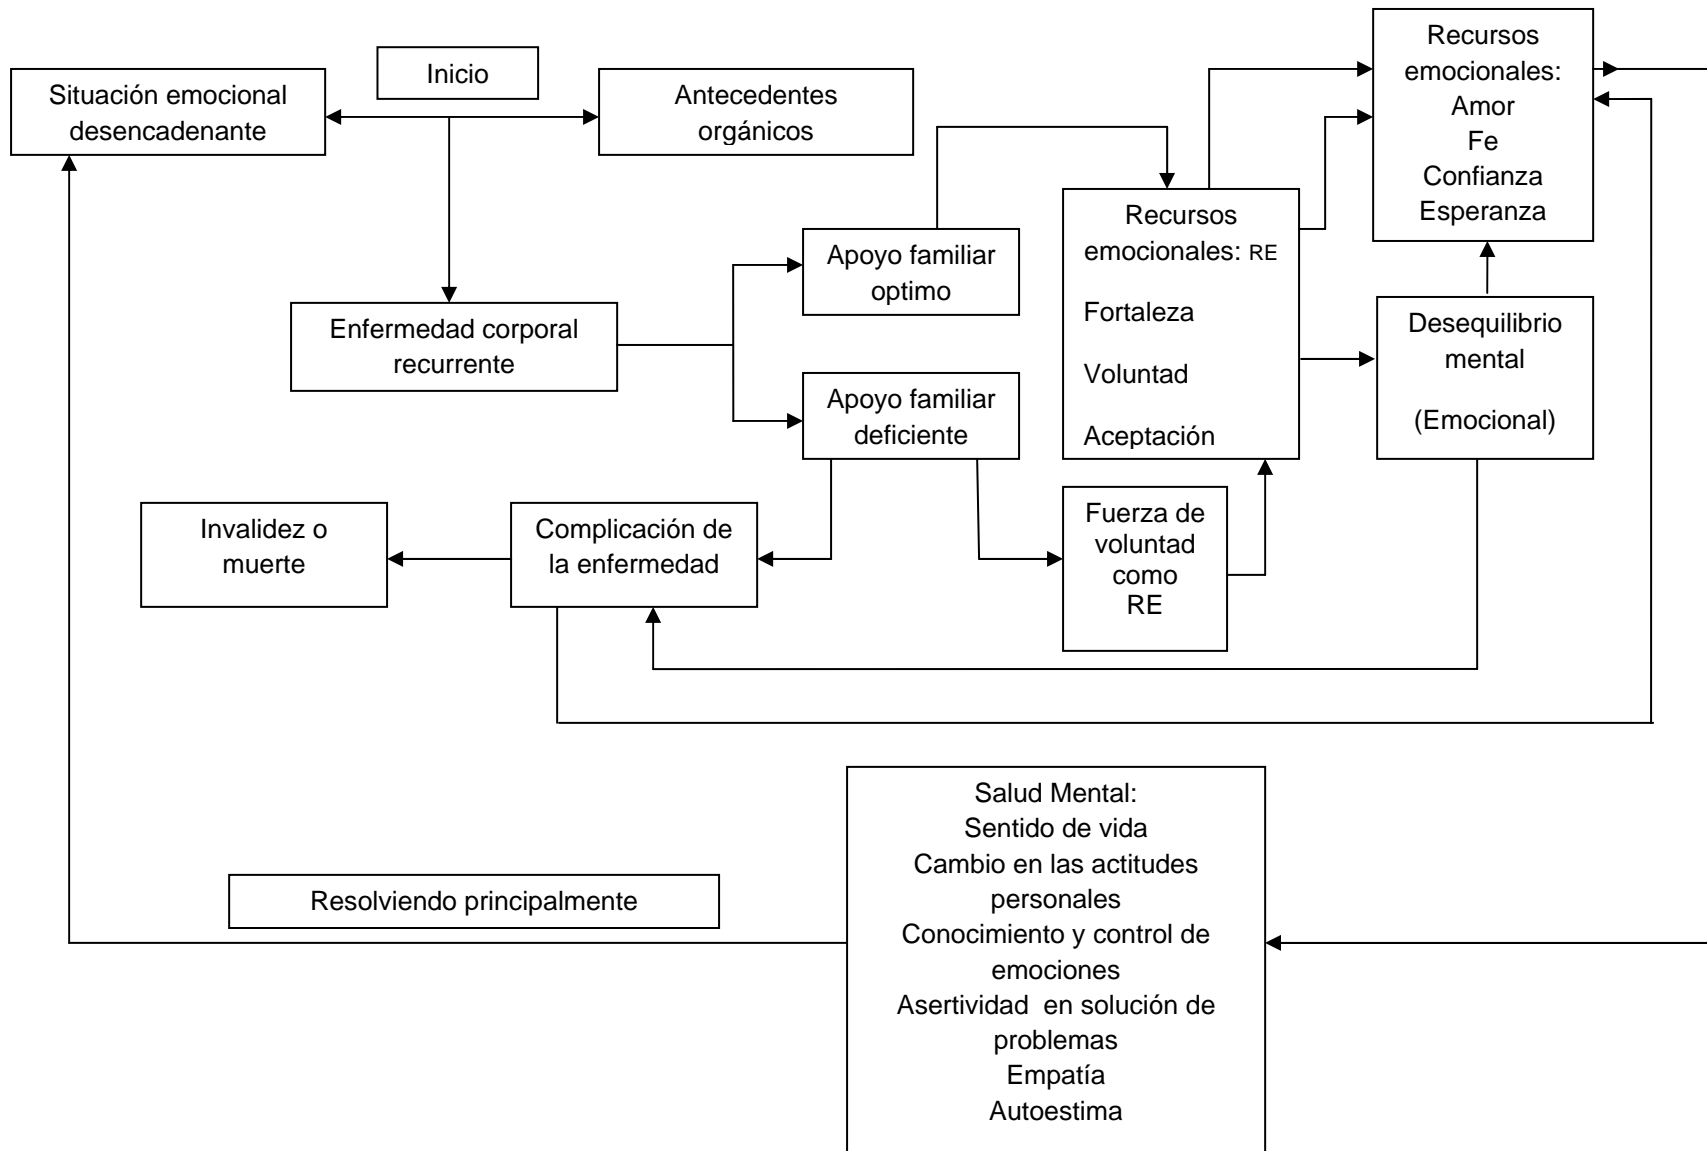 Inicio
Situación emocional
desencadenante
Antecedentes
orgánicos
Recursos
emocionales:
Amor
Fe
Confianza
Esperanza
Recursos
emocionales: RE
Fortaleza
Voluntad
Aceptación
Apoyo familiar
optimo
Enfermedad corporal
recurrente
Desequilibrio
mental
(Emocional)
Apoyo familiar
deficiente
Invalidez o
muerte
Complicación de
la enfermedad
Fuerza de
voluntad
como
RE
Salud Mental:
Sentido de vida
Cambio en las actitudes
personales
Conocimiento y control de
emociones
Asertividad  en solución de
problemas
Empatía
Autoestima
Resolviendo principalmente